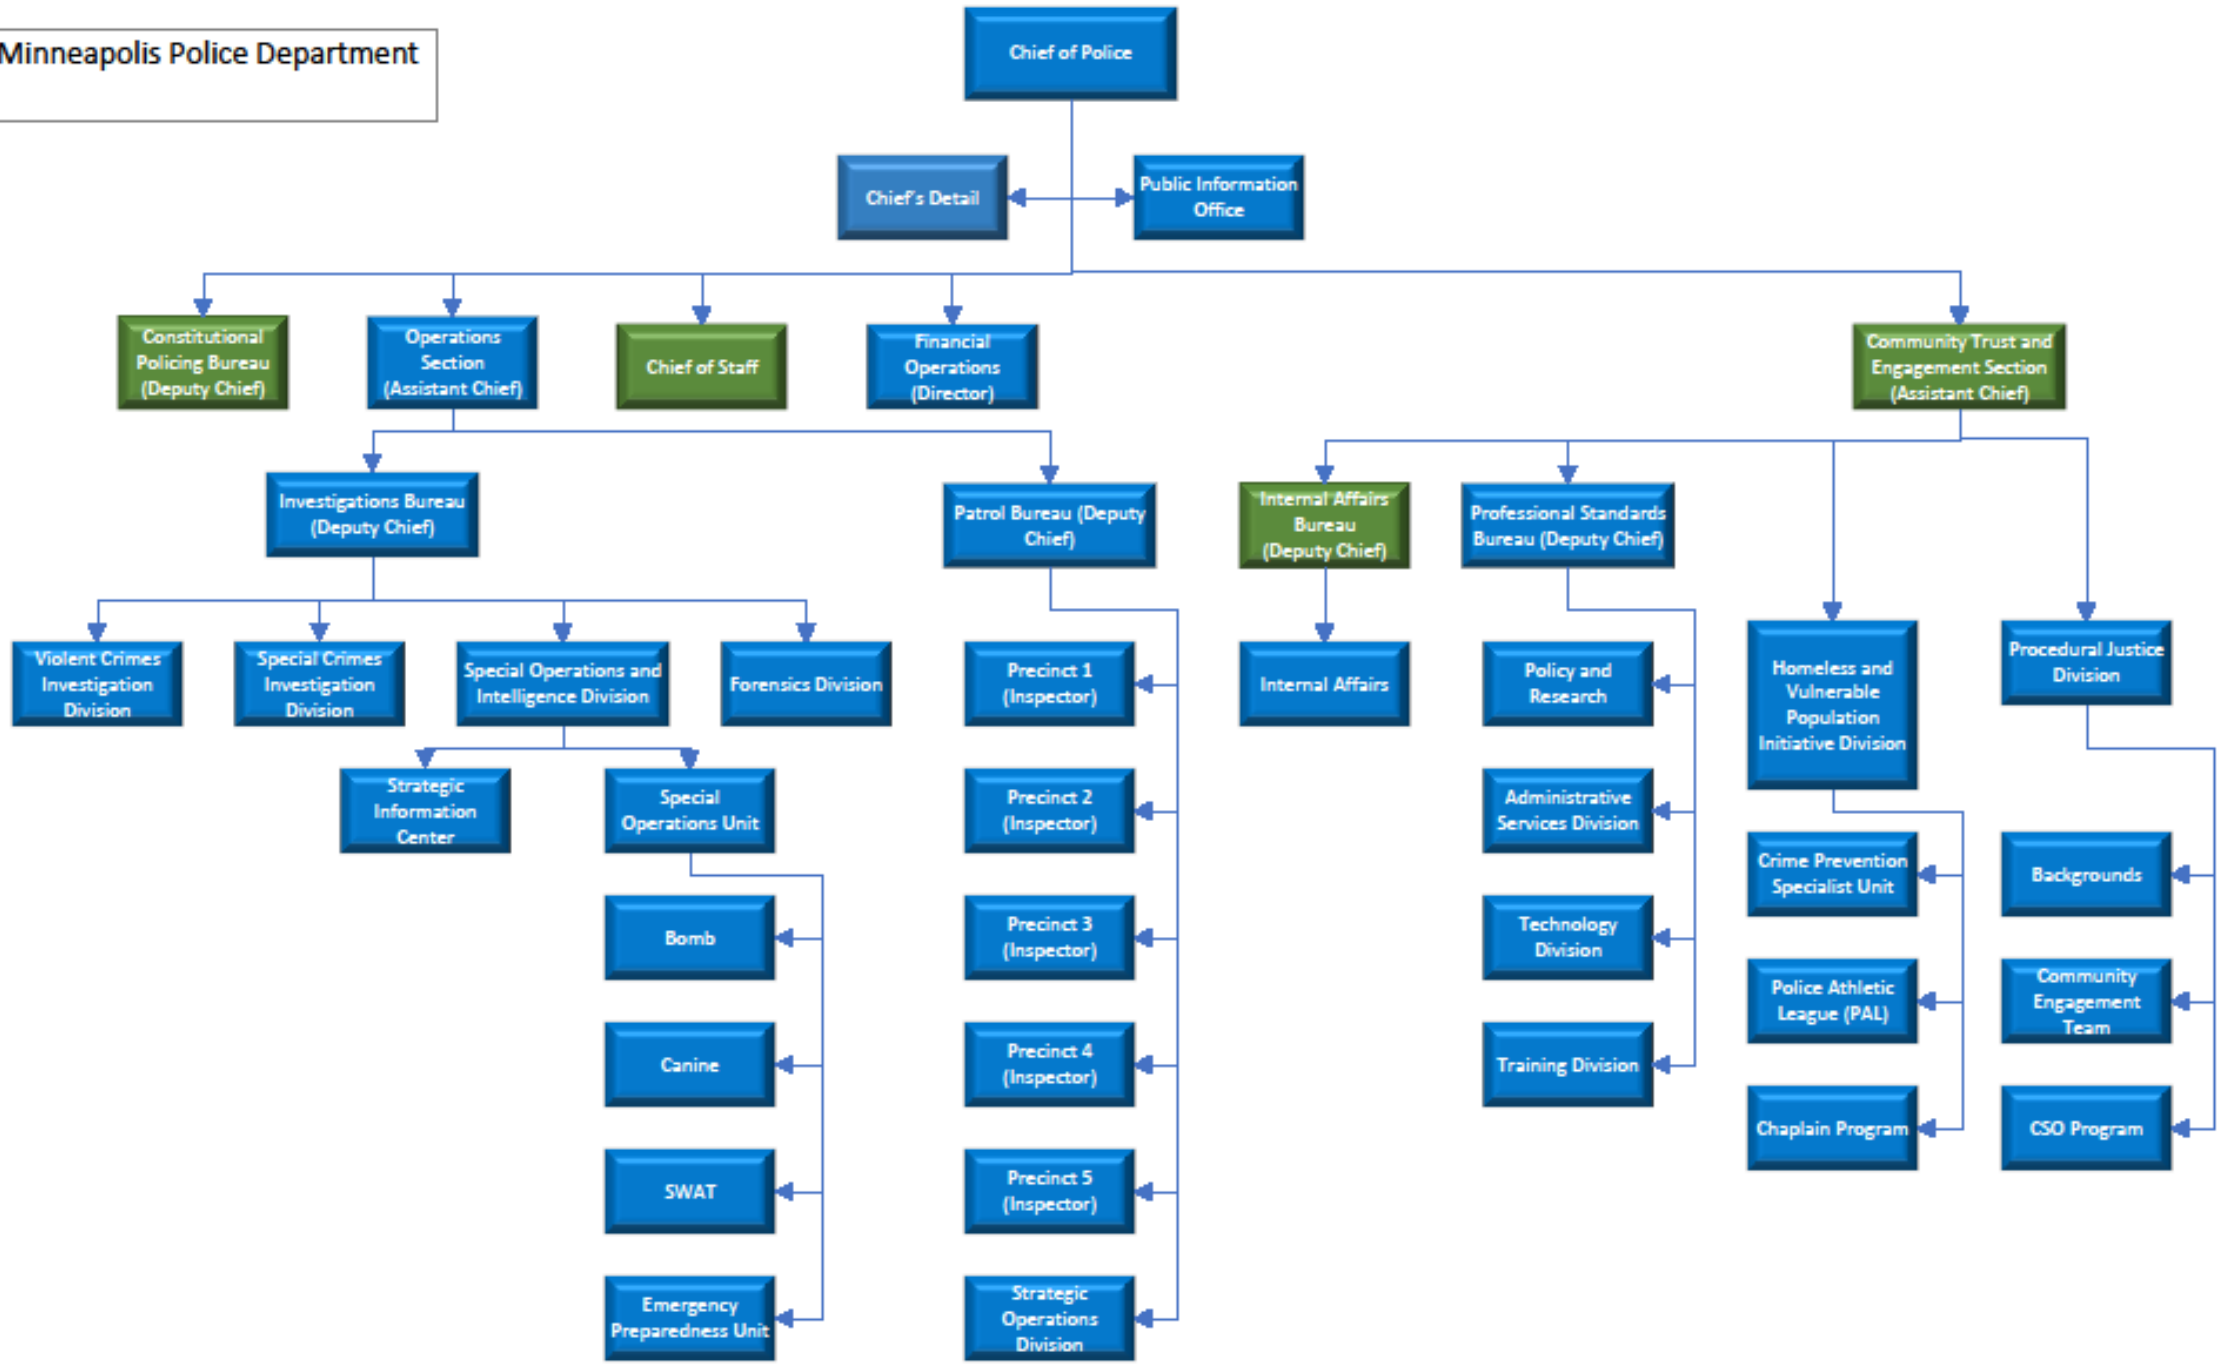 Minneapolis Police Department
Chief of Police
Chief's Detail
Public Information
Office
Constitutional
Policing Bureau
(Deputy Chief)
Operations
Section
(Assistant Chief)
Chief of Staff
Financial
Operations
(Director)
Community Trust and
Engagement Section
(Assistant Chief)
Investigations Bureau
(Deputy Chief)
Patrol Bureau (Deputy
Chief)
Internal Affairs
Bureau
(Deputy Chief)
Professional Standards
Bureau (Deputy Chief)
Violent Crimes
Investigation
Division
Special Crimes
Investigation
Division
Special Operations and
Intelligence Division
Forensics Division
Precinct 1
(Inspector)
Internal Affairs
Policy and
Research
Homeless and
Vulnerable
Population
Initiative Division
Procedural Justice
Division
Strategic
Information
Center
Special
Operations Unit
Precinct 2
(Inspector)
Administrative
Services Division
Crime Prevention
Specialist Unit
Backgrounds
Bomb
Precinct 3
(Inspector)
Technology
Division
Police Athletic
League (PAL)
Community
Engagement
Team
Canine
Precinct 4
(Inspector)
Training Division
Chaplain Program
CSO Program
SWAT
Precinct 5
(Inspector)
Emergency
Preparedness Unit
Strategic
Operations
Division